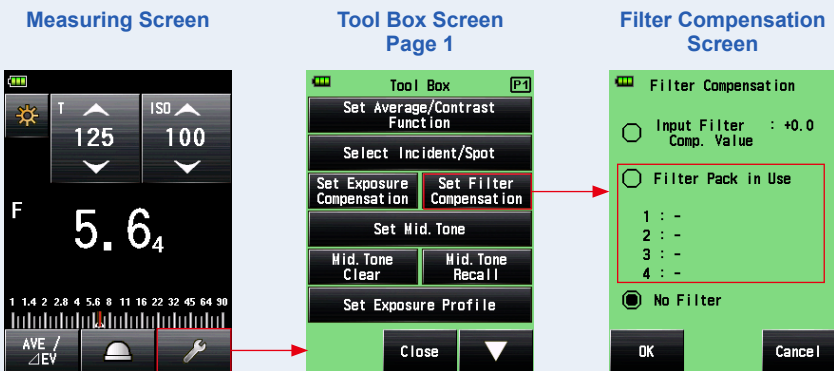 Measuring Screen
T
125
ISO
100
F
5.6₄
1 1.4 2 2.8 4 5.6 8 11 16 22 32 45 64 90
AVE /
⊿EV
Tool Box Screen
Page 1
Tool Box P1
Set Average/Contrast
Function
Select Incident/Spot
Set Exposure
Compensation
Set Filter
Compensation
Set Mid. Tone
Mid. Tone
Clear
Mid. Tone
Recall
Set Exposure Profile
Close
Filter Compensation
Screen
Filter Compensation
Input Filter : +0.0
Comp. Value
Filter Pack in Use
1 : -
2 : -
3 : -
4 : -
No Filter
OK
Cancel